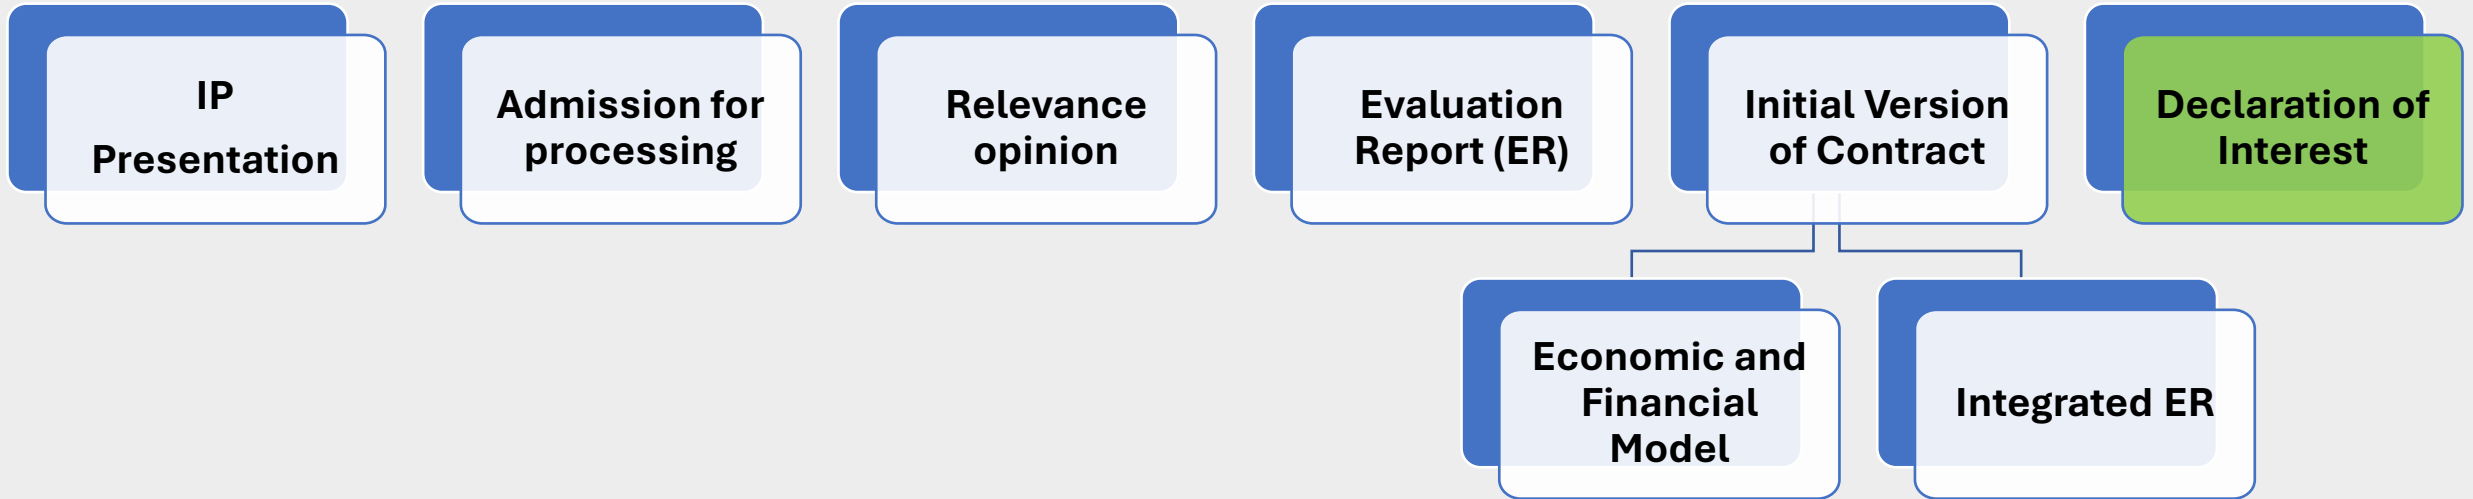 IP
Presentation
Admission for
processing
Relevance
opinion
Evaluation
Report (ER)
Initial Version
of Contract
Declaration of
Interest
Economic and
Financial
Model
Integrated ER